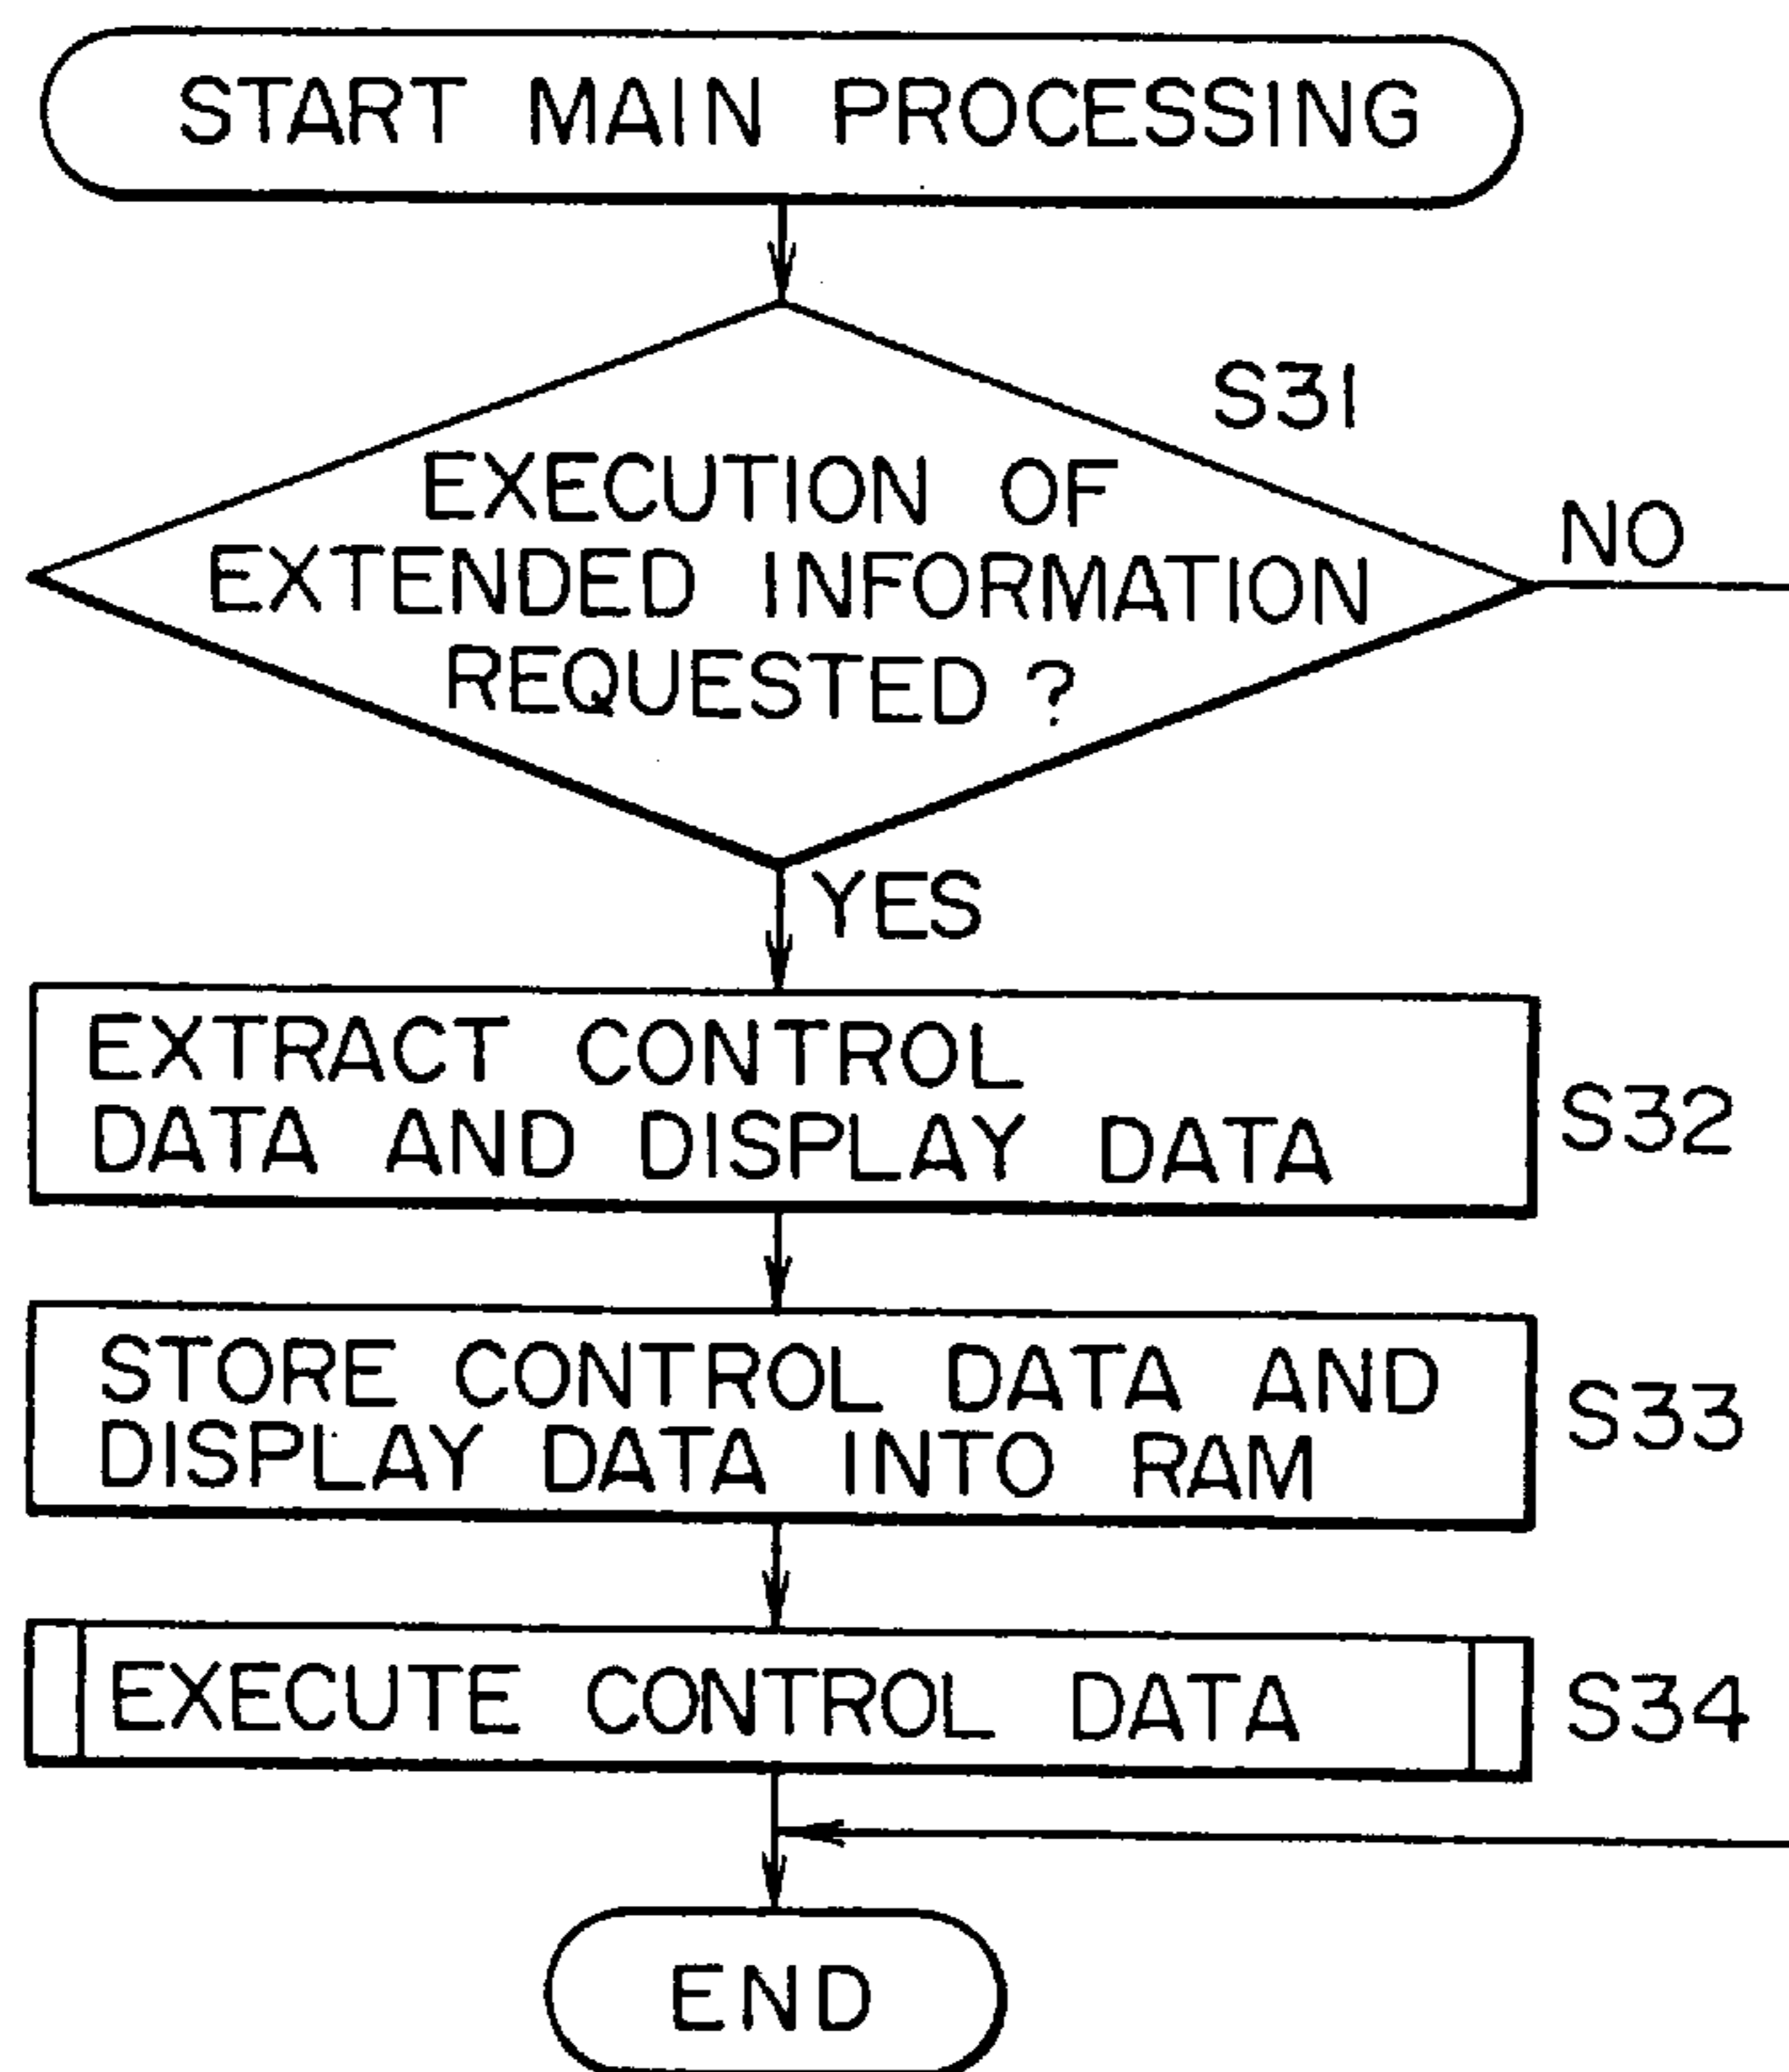 START MAIN PROCESSING
S31
EXECUTION OF
EXTENDED INFORMATION
REQUESTED ?
NO
YES
EXTRACT CONTROL
DATA AND DISPLAY DATA
S32
STORE CONTROL DATA AND
DISPLAY DATA INTO RAM
S33
EXECUTE CONTROL DATA
S34
END